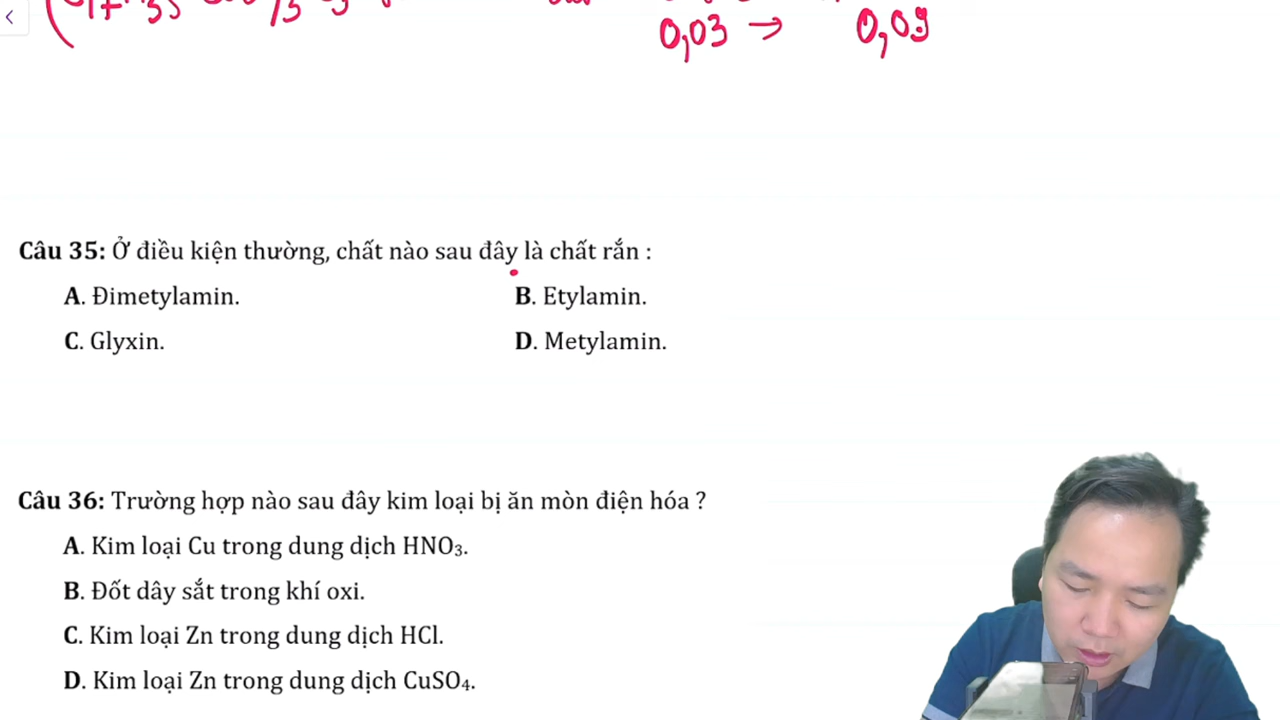 0,03 → 0,09
Câu 35: Ở điều kiện thường, chất nào sau đây là chất rắn :
A. Đimetylamin. B. Etylamin.
C. Glyxin. D. Metylamin.
Câu 36: Trường hợp nào sau đây kim loại bị ăn mòn điện hóa ?
A. Kim loại Cu trong dung dịch HNO₃.
B. Đốt dây sắt trong khí oxi.
C. Kim loại Zn trong dung dịch HCl.
D. Kim loại Zn trong dung dịch CuSO₄.